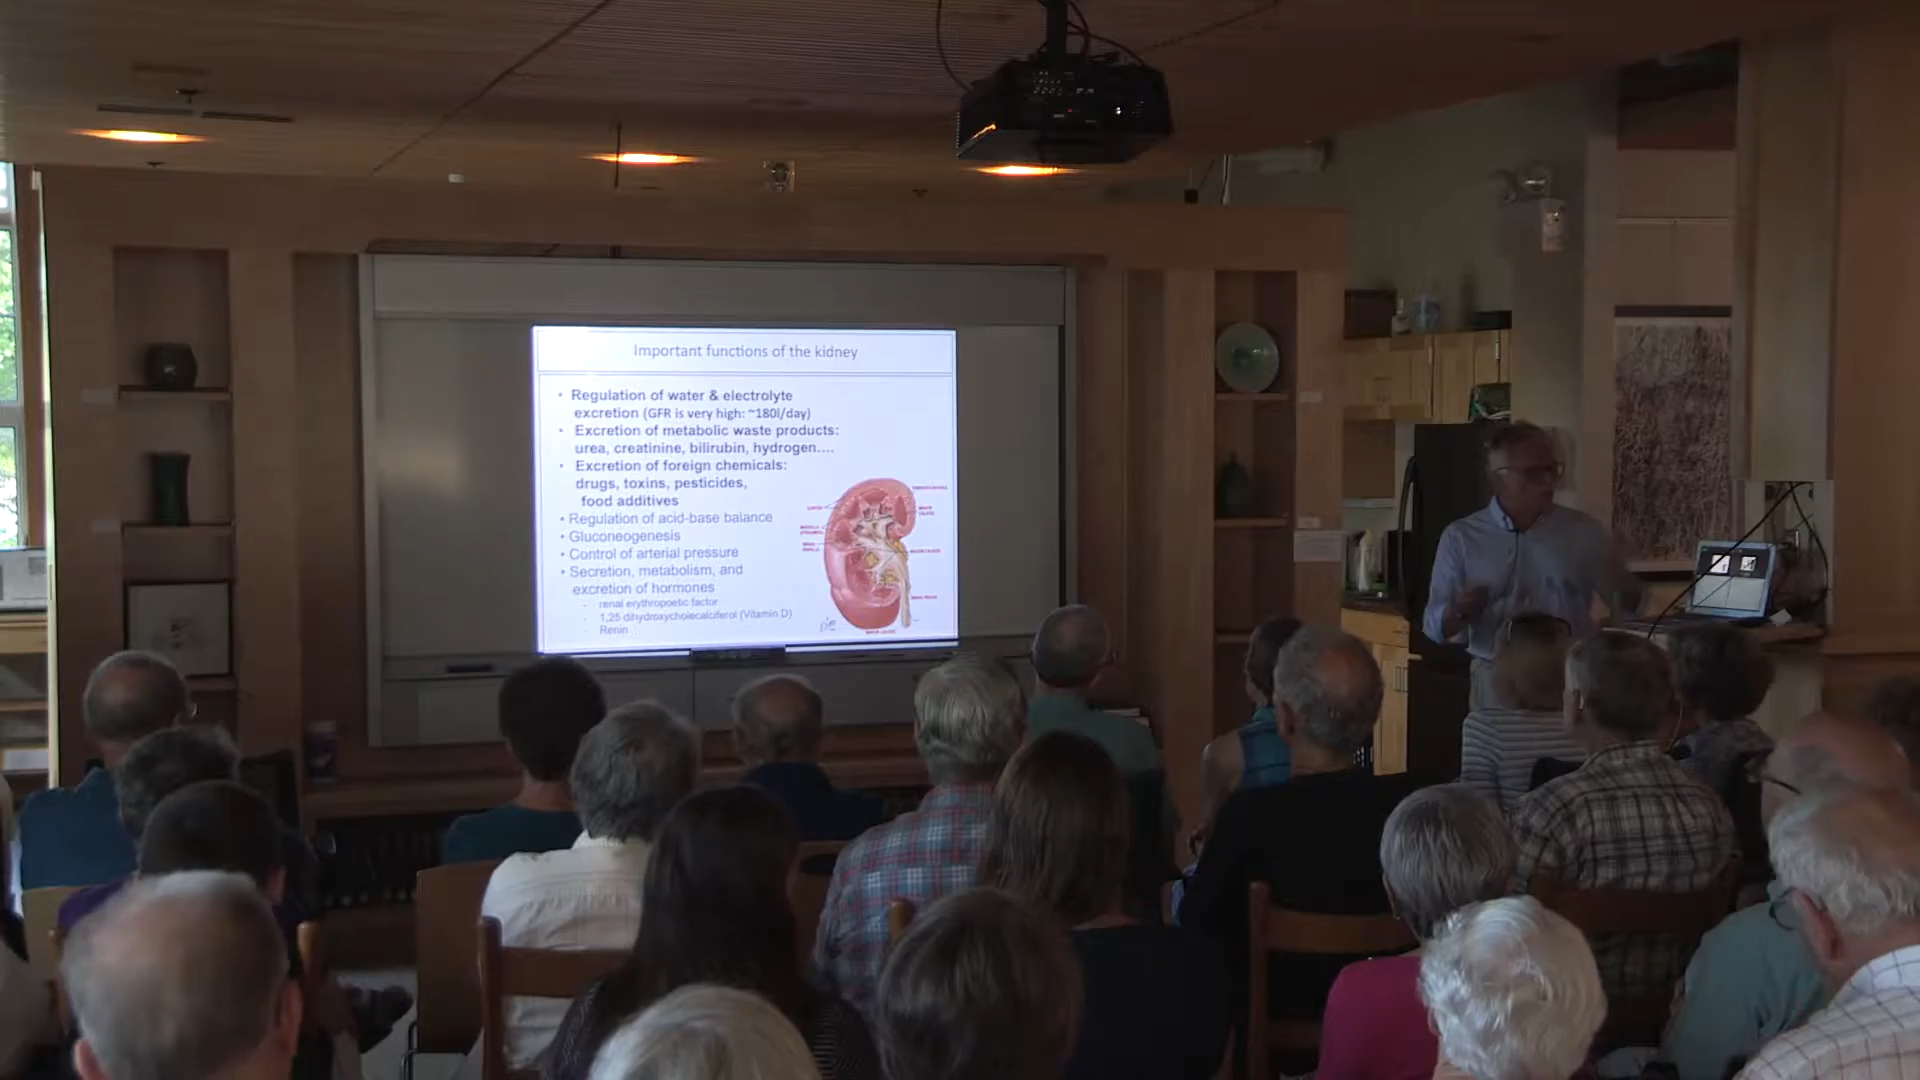 Important functions of the kidney
• Regulation of water & electrolyte
excretion (GFR is very high: ~180l/day)
• Excretion of metabolic waste products:
urea, creatinine, bilirubin, hydrogen....
• Excretion of foreign chemicals:
drugs, toxins, pesticides,
food additives
• Regulation of acid-base balance
• Gluconeogenesis
• Control of arterial pressure
• Secretion, metabolism, and
excretion of hormones
- renal erythropoetic factor
- 1,25 dihydroxycholecalciferol (Vitamin D)
- Renin